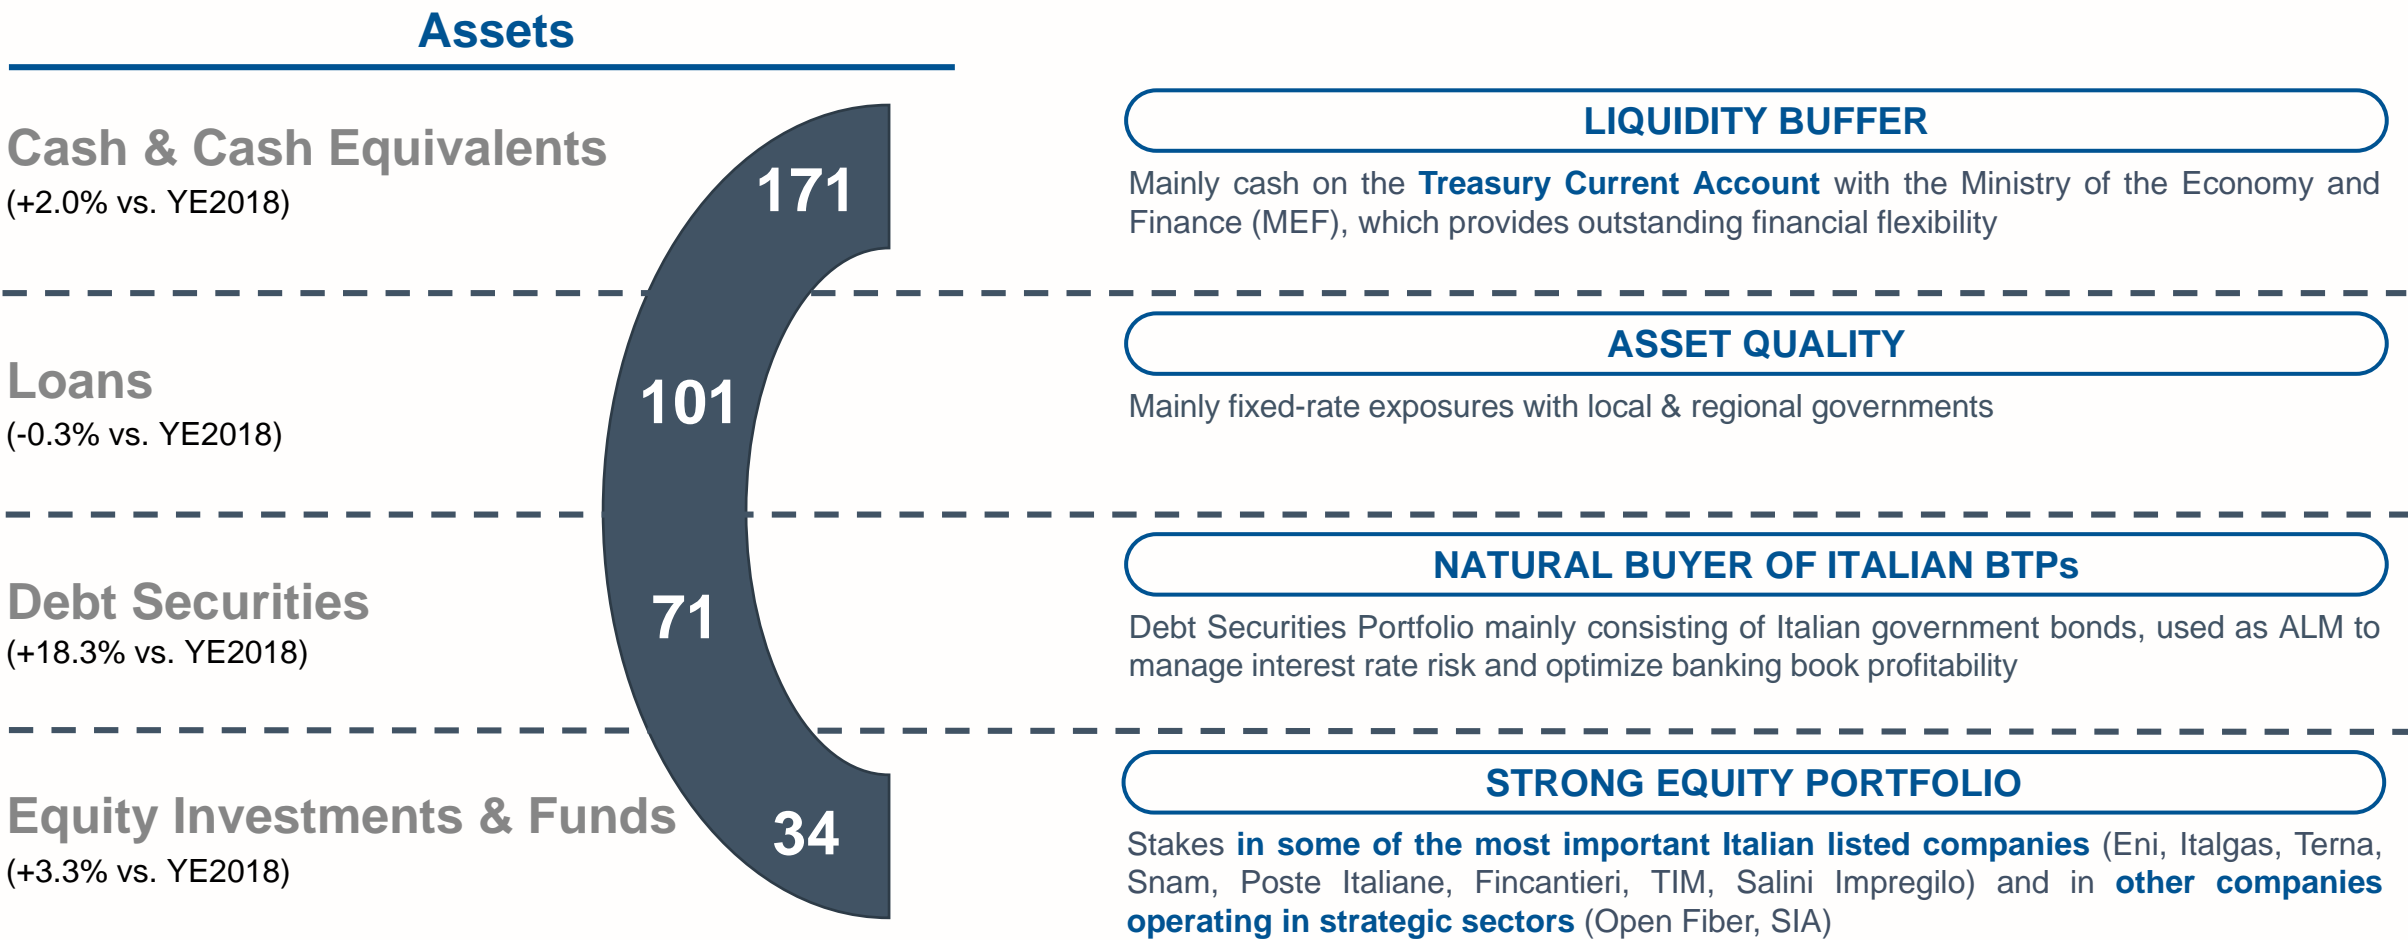 Assets
Cash & Cash Equivalents
(+2.0% vs. YE2018)
171
LIQUIDITY BUFFER
Mainly cash on the Treasury Current Account with the Ministry of the Economy and
Finance (MEF), which provides outstanding financial flexibility
Loans
(-0.3% vs. YE2018)
101
ASSET QUALITY
Mainly fixed-rate exposures with local & regional governments
Debt Securities
(+18.3% vs. YE2018)
71
NATURAL BUYER OF ITALIAN BTPs
Debt Securities Portfolio mainly consisting of Italian government bonds, used as ALM to
manage interest rate risk and optimize banking book profitability
Equity Investments & Funds
(+3.3% vs. YE2018)
34
STRONG EQUITY PORTFOLIO
Stakes in some of the most important Italian listed companies (Eni, Italgas, Terna,
Snam, Poste Italiane, Fincantieri, TIM, Salini Impregilo) and in other companies
operating in strategic sectors (Open Fiber, SIA)